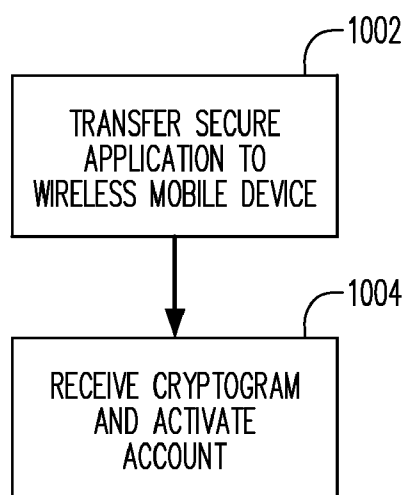 1002
TRANSFER SECURE
APPLICATION TO
WIRELESS MOBILE DEVICE
1004
RECEIVE CRYPTOGRAM
AND ACTIVATE
ACCOUNT